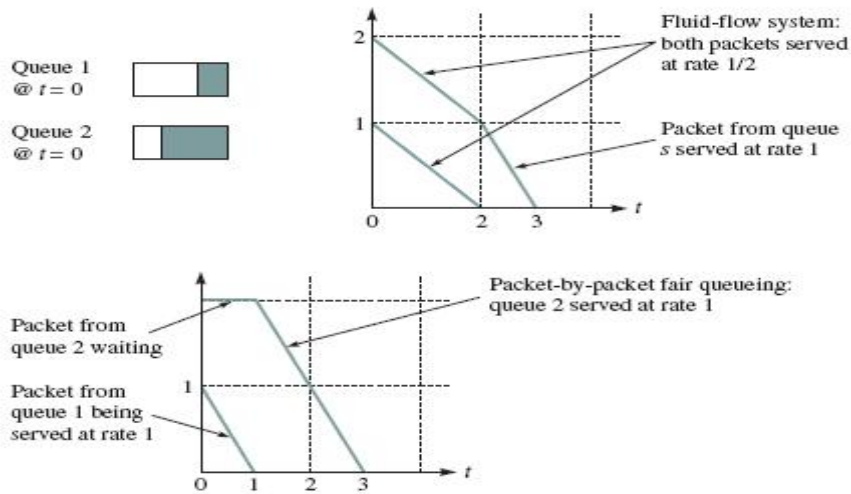 Queue 1
@ t = 0
Queue 2
@ t = 0
2
1
0
2
3
t
Fluid-flow system:
both packets served
at rate 1/2
Packet from queue
s served at rate 1
Packet from
queue 2 waiting
Packet from
queue 1 being
served at rate 1
1
0
1
2
3
t
Packet-by-packet fair queueing:
queue 2 served at rate 1